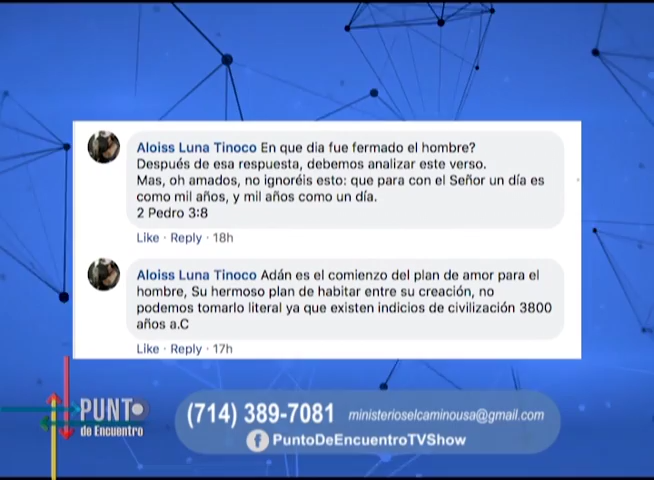 Aloiss Luna Tinoco En que dia fue fermado el hombre?
Después de esa respuesta, debemos analizar este verso.
Mas, oh amados, no ignoréis esto: que para con el Señor un día es
como mil años, y mil años como un día.
2 Pedro 3:8
Like · Reply · 18h
Aloiss Luna Tinoco Adán es el comienzo del plan de amor para el
hombre, Su hermoso plan de habitar entre su creación, no
podemos tomarlo literal ya que existen indicios de civilización 3800
años a.C
Like · Reply · 17h
PUNTO
de Encuentro
(714) 389-7081 ministerioselcaminousa@gmail.com
f PuntoDeEncuentroTVShow